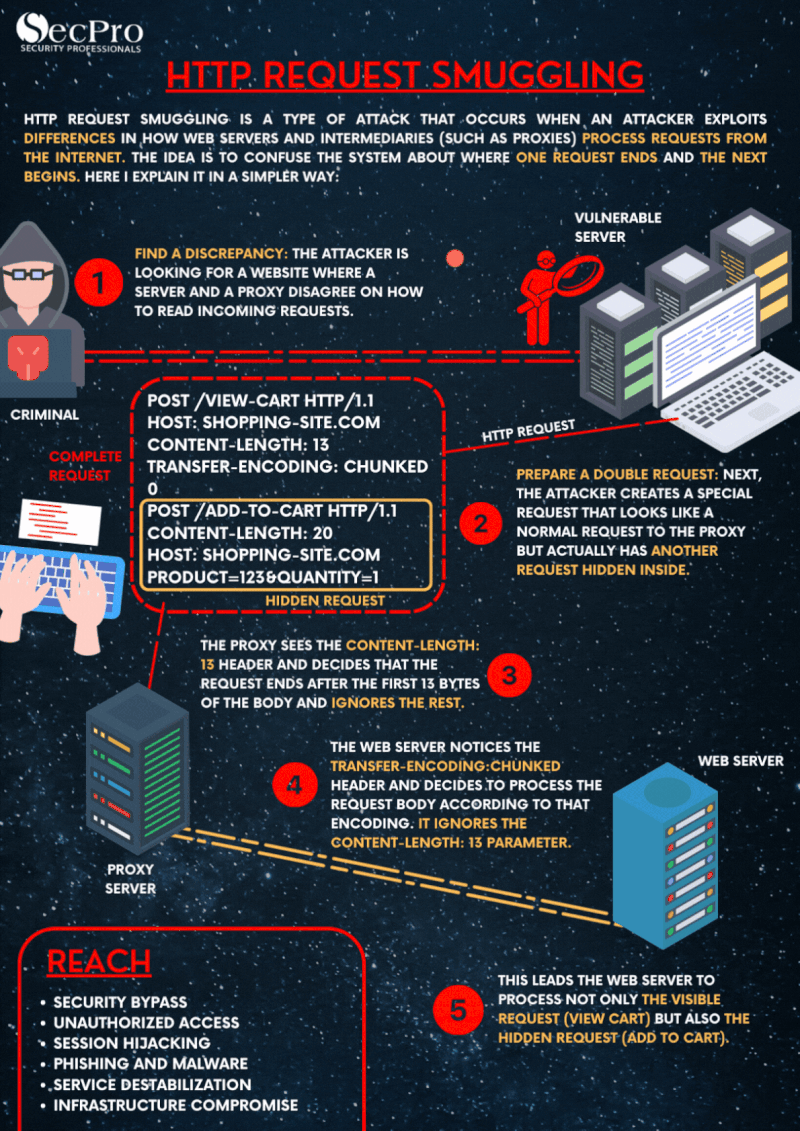 SecPro
SECURITY PROFESSIONALS
HTTP REQUEST SMUGGLING
HTTP REQUEST SMUGGLING IS A TYPE OF ATTACK THAT OCCURS WHEN AN ATTACKER EXPLOITS
DIFFERENCES IN HOW WEB SERVERS AND INTERMEDIARIES (SUCH AS PROXIES) PROCESS REQUESTS FROM
THE INTERNET. THE IDEA IS TO CONFUSE THE SYSTEM ABOUT WHERE ONE REQUEST ENDS AND THE NEXT
BEGINS. HERE I EXPLAIN IT IN A SIMPLER WAY:
VULNERABLE
SERVER
1
FIND A DISCREPANCY: THE ATTACKER IS
LOOKING FOR A WEBSITE WHERE A
SERVER AND A PROXY DISAGREE ON HOW
TO READ INCOMING REQUESTS.
CRIMINAL
COMPLETE
REQUEST
POST /VIEW-CART HTTP/1.1
HOST: SHOPPING-SITE.COM
CONTENT-LENGTH: 13
TRANSFER-ENCODING: CHUNKED
0
POST /ADD-TO-CART HTTP/1.1
CONTENT-LENGTH: 20
HOST: SHOPPING-SITE.COM
PRODUCT=123&QUANTITY=1
HIDDEN REQUEST
HTTP REQUEST
2
PREPARE A DOUBLE REQUEST: NEXT,
THE ATTACKER CREATES A SPECIAL
REQUEST THAT LOOKS LIKE A
NORMAL REQUEST TO THE PROXY
BUT ACTUALLY HAS ANOTHER
REQUEST HIDDEN INSIDE.
THE PROXY SEES THE CONTENT-LENGTH:
13 HEADER AND DECIDES THAT THE
REQUEST ENDS AFTER THE FIRST 13 BYTES
OF THE BODY AND IGNORES THE REST.
3
4
THE WEB SERVER NOTICES THE
TRANSFER-ENCODING:CHUNKED
HEADER AND DECIDES TO PROCESS THE
REQUEST BODY ACCORDING TO THAT
ENCODING. IT IGNORES THE
CONTENT-LENGTH: 13 PARAMETER.
WEB SERVER
PROXY
SERVER
REACH
• SECURITY BYPASS
• UNAUTHORIZED ACCESS
• SESSION HIJACKING
• PHISHING AND MALWARE
• SERVICE DESTABILIZATION
• INFRASTRUCTURE COMPROMISE
5
THIS LEADS THE WEB SERVER TO
PROCESS NOT ONLY THE VISIBLE
REQUEST (VIEW CART) BUT ALSO THE
HIDDEN REQUEST (ADD TO CART).